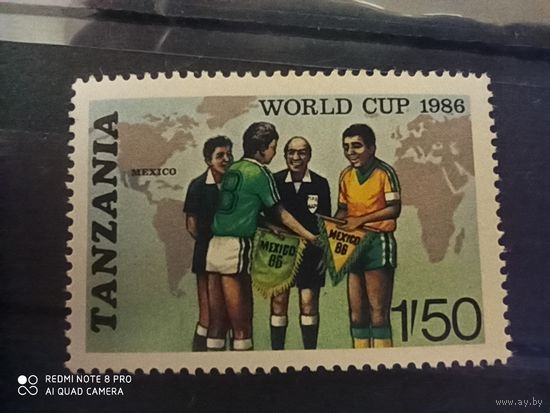 WORLD CUP 1986
TANZANIA
MEXICO
8
MEXICO
86
MEXICO
86
1/50
REDMI NOTE 8 PRO
AI QUAD CAMERA
www.ay.by